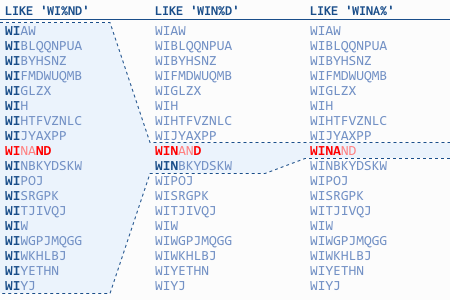 LIKE 'WI%ND' LIKE 'WIN%D' LIKE 'WINA%'
WIAW WIAW WIAW
WIBLQQNPUA WIBLQQNPUA WIBLQQNPUA
WIBYHSNZ WIBYHSNZ WIBYHSNZ
WIFMDWUQMB WIFMDWUQMB WIFMDWUQMB
WIGLZX WIGLZX WIGLZX
WIH WIH WIH
WIHTFVZNLC WIHTFVZNLC WIHTFVZNLC
WIJYAXPP WIJYAXPP WIJYAXPP
WINAND WINAND WINAND
WINBKYDSKW WINBKYDSKW WINBKYDSKW
WIPOJ WIPOJ WIPOJ
WISRGPK WISRGPK WISRGPK
WITJIVQJ WITJIVQJ WITJIVQJ
WIW WIW WIW
WIWGPJMQGG WIWGPJMQGG WIWGPJMQGG
WIWKHLBJ WIWKHLBJ WIWKHLBJ
WIYETHN WIYETHN WIYETHN
WIYJ WIYJ WIYJ